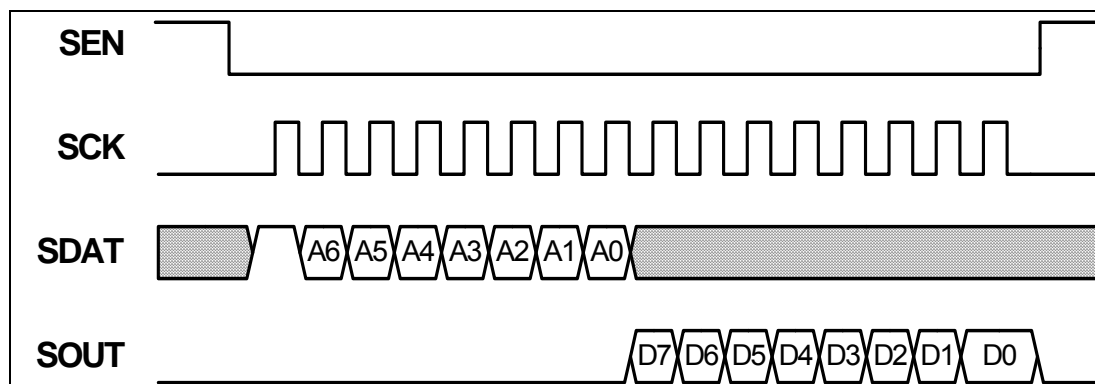 SEN
SCK
SDAT A6 A5 A4 A3 A2 A1 A0
SOUT D7 D6 D5 D4 D3 D2 D1 D0